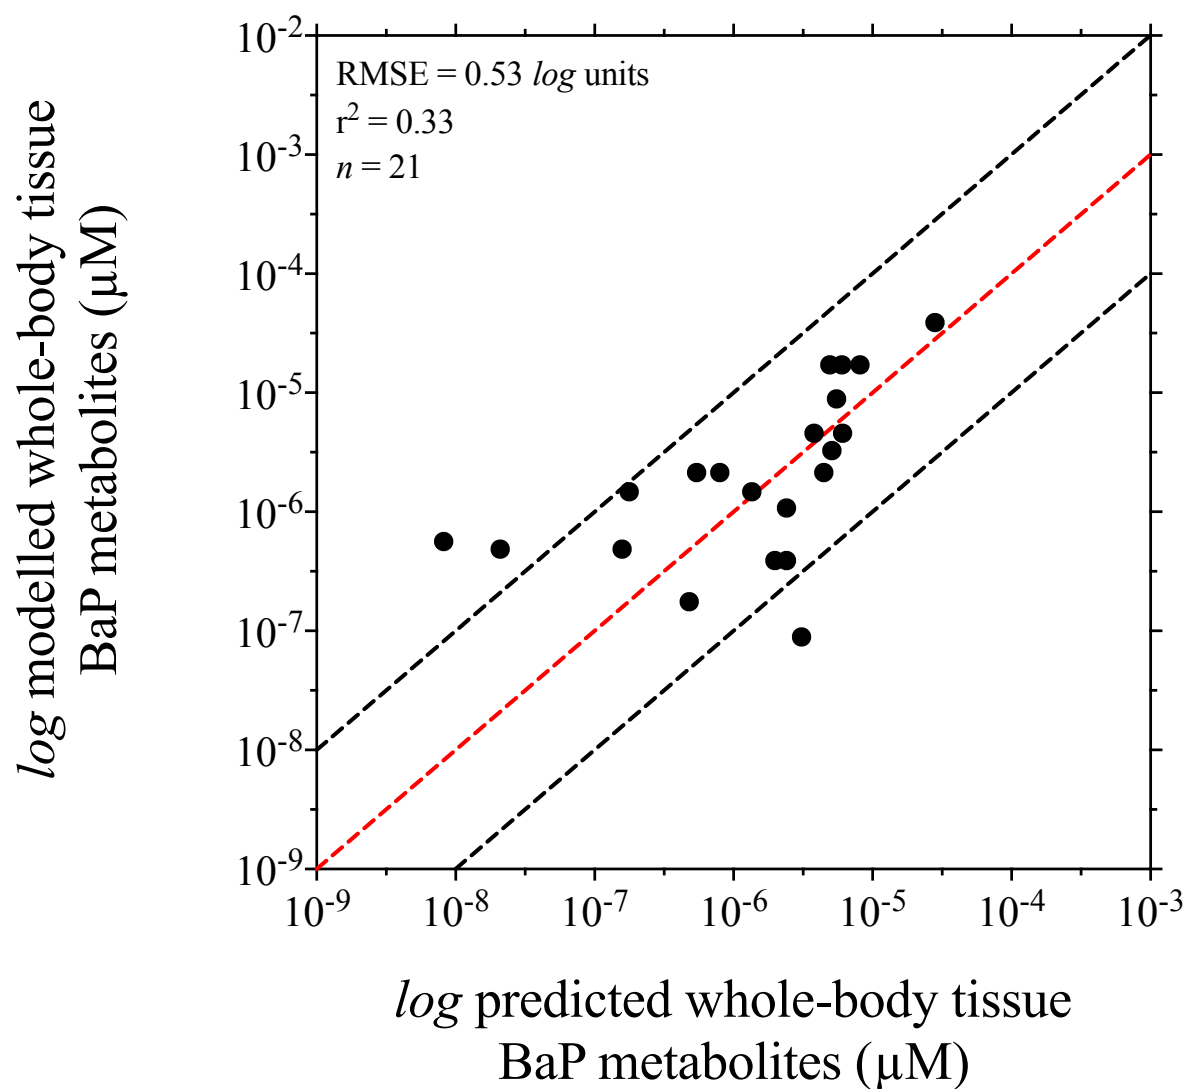 RMSE = 0.53 log units
r² = 0.33
n = 21
log modelled whole-body tissue
BaP metabolites (µM)
10⁻²
10⁻³
10⁻⁴
10⁻⁵
10⁻⁶
10⁻⁷
10⁻⁸
10⁻⁹
10⁻⁹ 10⁻⁸ 10⁻⁷ 10⁻⁶ 10⁻⁵ 10⁻⁴ 10⁻³
log predicted whole-body tissue
BaP metabolites (µM)